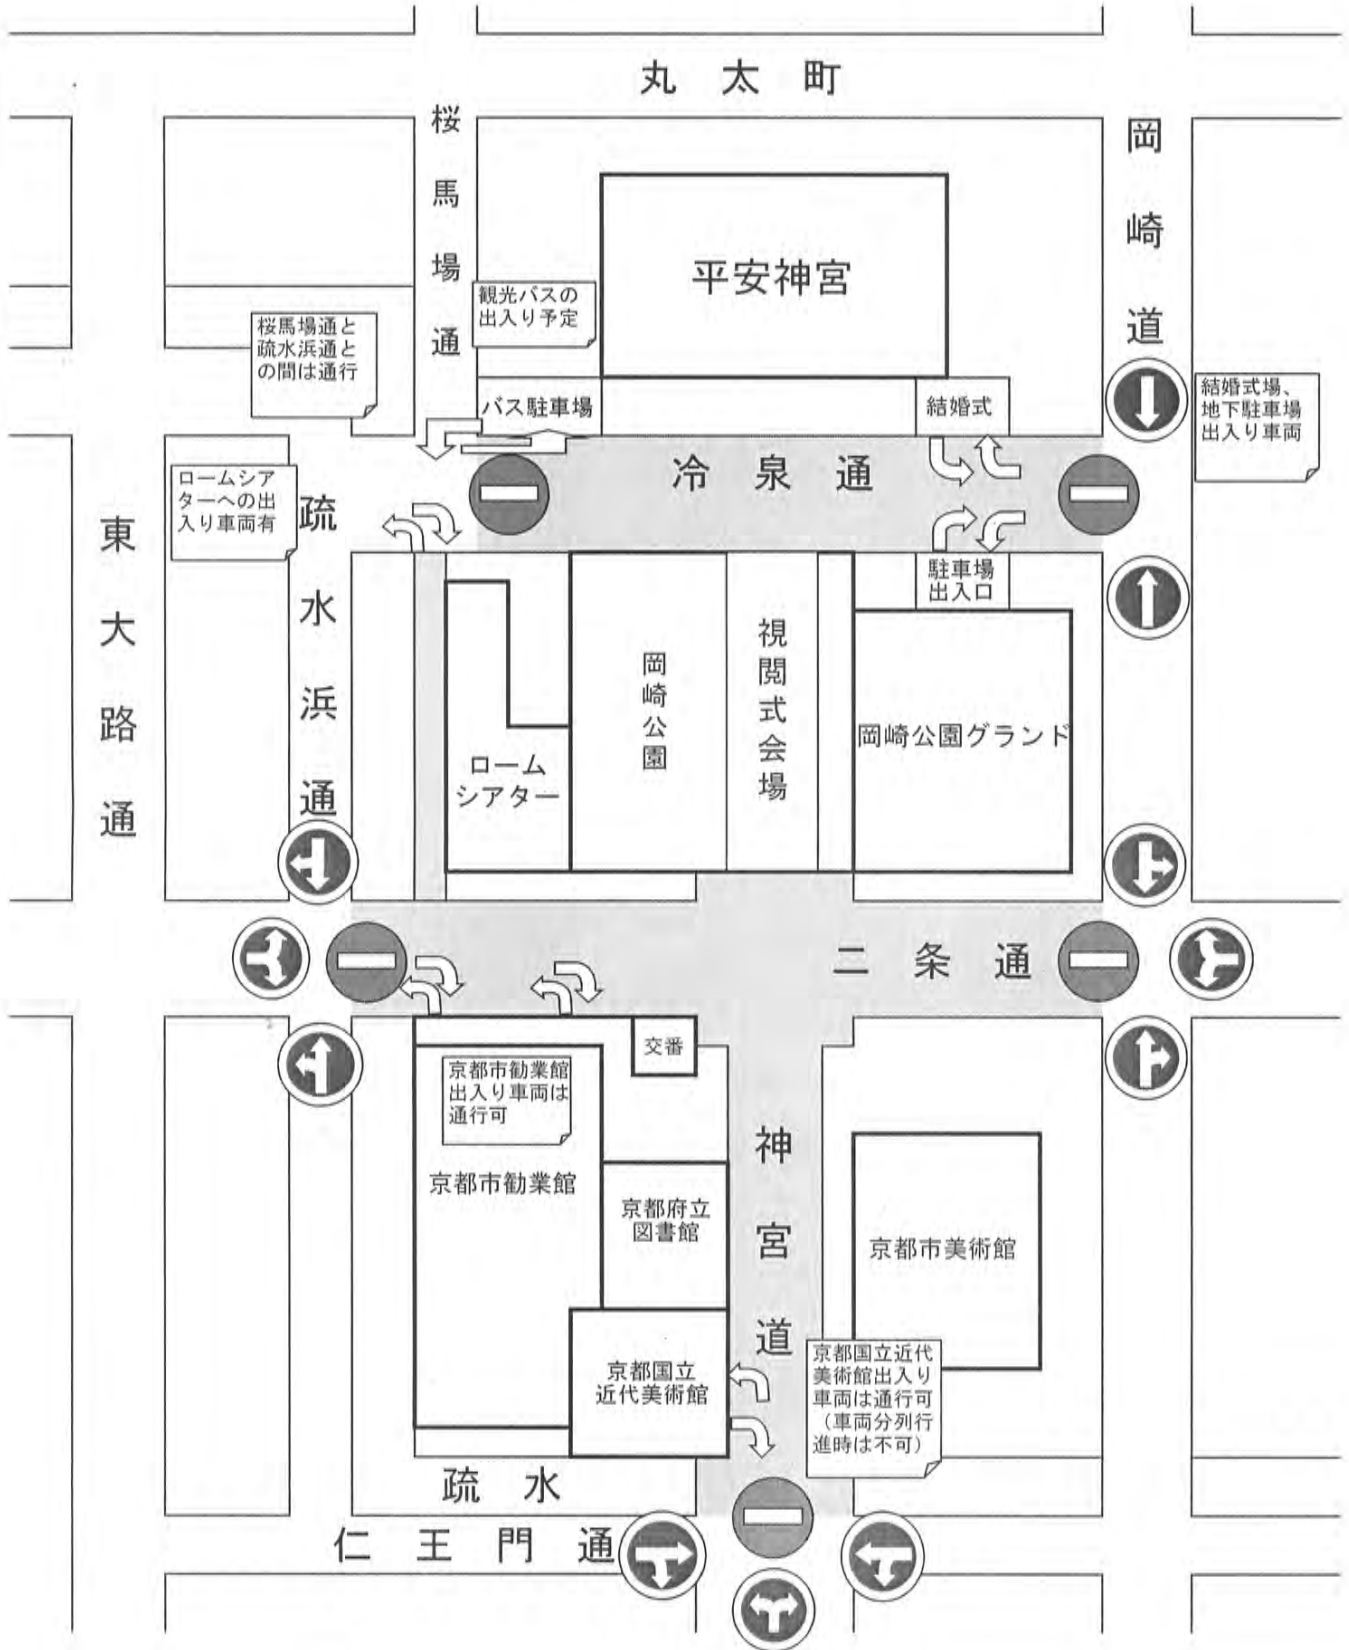 丸太町
桜馬場通
岡崎道
平安神宮
観光バスの
出入り予定
桜馬場通と
疏水浜通と
の間は通行
バス駐車場
結婚式
結婚式場、
地下駐車場
出入り車両
冷泉通
ロームシア
ターへの出
入り車両有
東大路通
疏水浜通
駐車場
出入口
岡崎公園
視閲式会場
岡崎公園グランド
ローム
シアター
二条通
交番
京都市勧業館
出入り車両は
通行可
京都市勧業館
神宮道
京都府立
図書館
京都市美術館
京都国立
近代美術館
京都国立近代
美術館出入り
車両は通行可
（車両分列行
進時は不可）
疏水
仁王門通